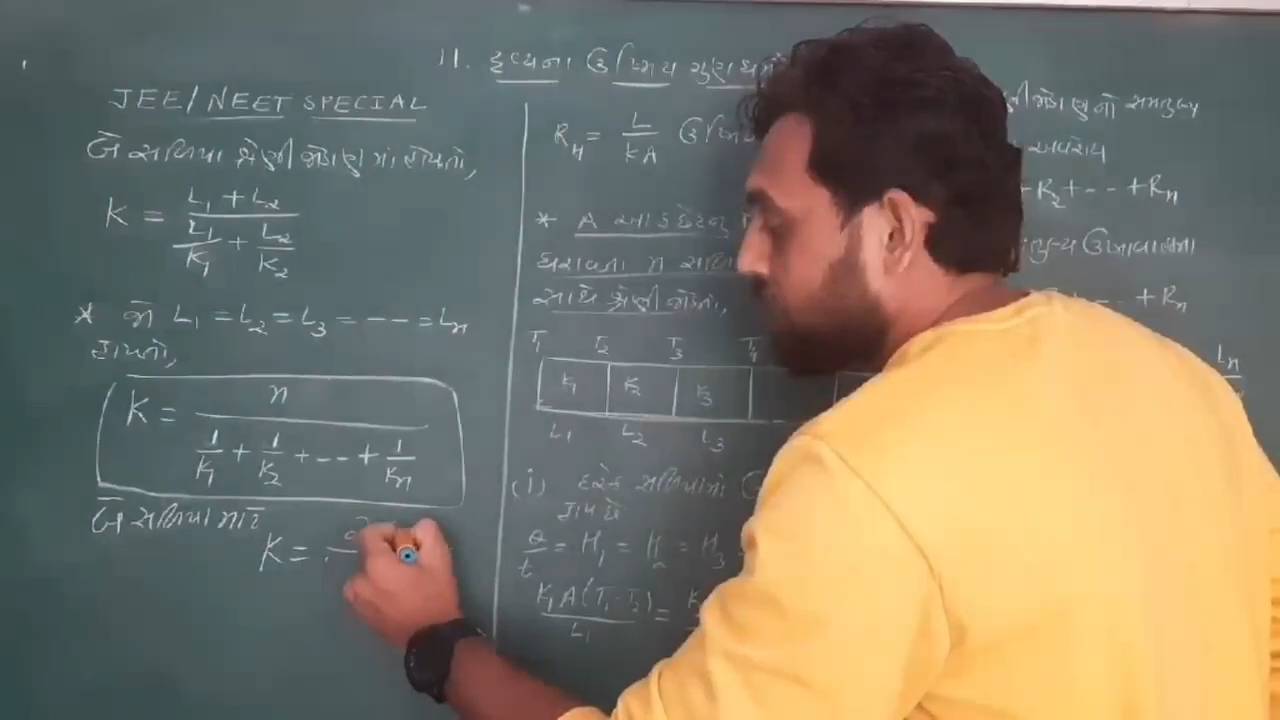 11. દ્રવ્યના ઉષ્મિય ગુણધર્મો
JEE/NEET SPECIAL
બે સળિયા શ્રેણી જોડાણમાં હોયતો,
K = (L₁ + L₂) / (L₁/K₁ + L₂/K₂)
* જો L₁ = L₂ = L₃ = --- = Lₙ
હોયતો,
K = n / (1/K₁ + 1/K₂ + --- + 1/Kₙ)
બે સળિયા માટે
K = 2
R_H = L/KA
* A આડછેદનું
ધરાવતા n
સાથે શ્રેણી જોડતા,
T₁ T₂ T₃ T₄
K₁ K₂ K₃
L₁ L₂ L₃
(i) દરેક સળિયાનો
હોય છે
Q/t = H₁ = H₂ = H₃
K₁A(T₁-T₂)/L₁ =
સમતુલ્ય
અવરોધ
+ R₂ + -- + Rₙ
-- + Rₙ
Lₙ